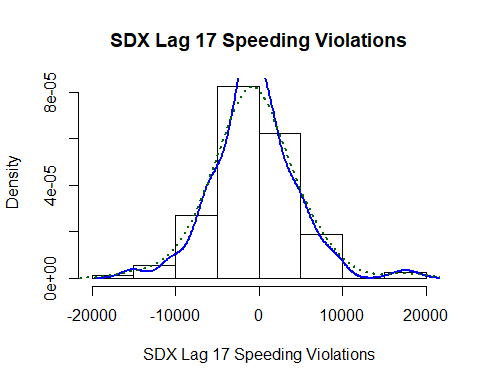 SDX Lag 17 Speeding Violations
Density
8e-05
4e-05
0e+00
-20000 -10000 0 10000 20000
SDX Lag 17 Speeding Violations